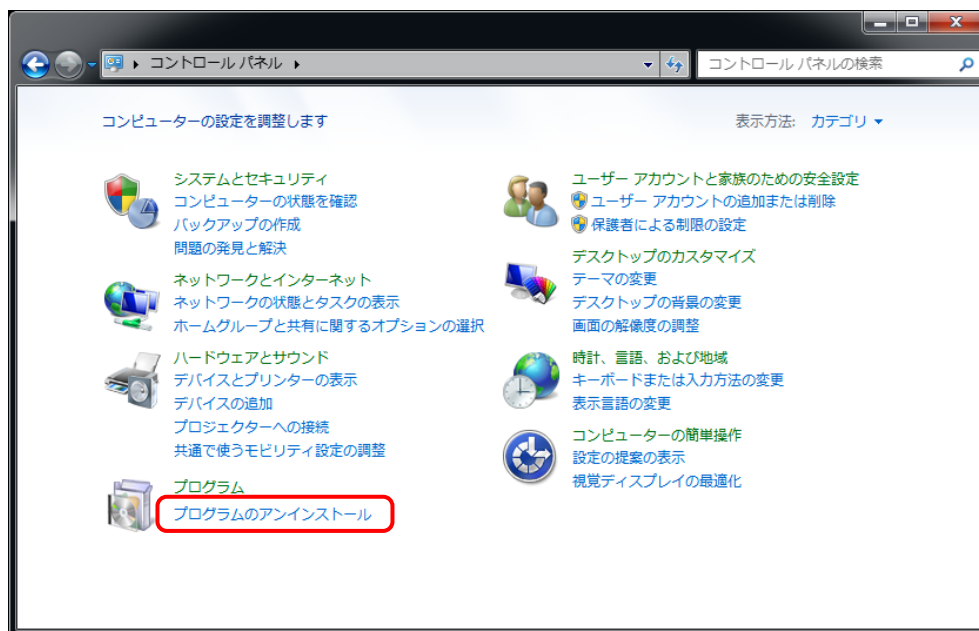 コントロール パネル
コントロール パネルの検索
コンピューターの設定を調整します
表示方法: カテゴリ
システムとセキュリティ
コンピューターの状態を確認
バックアップの作成
問題の発見と解決
ネットワークとインターネット
ネットワークの状態とタスクの表示
ホームグループと共有に関するオプションの選択
ハードウェアとサウンド
デバイスとプリンターの表示
デバイスの追加
プロジェクターへの接続
共通で使うモビリティ設定の調整
プログラム
プログラムのアンインストール
ユーザー アカウントと家族のための安全設定
ユーザー アカウントの追加または削除
保護者による制限の設定
デスクトップのカスタマイズ
テーマの変更
デスクトップの背景の変更
画面の解像度の調整
時計、言語、および地域
キーボードまたは入力方法の変更
表示言語の変更
コンピューターの簡単操作
設定の提案の表示
視覚ディスプレイの最適化